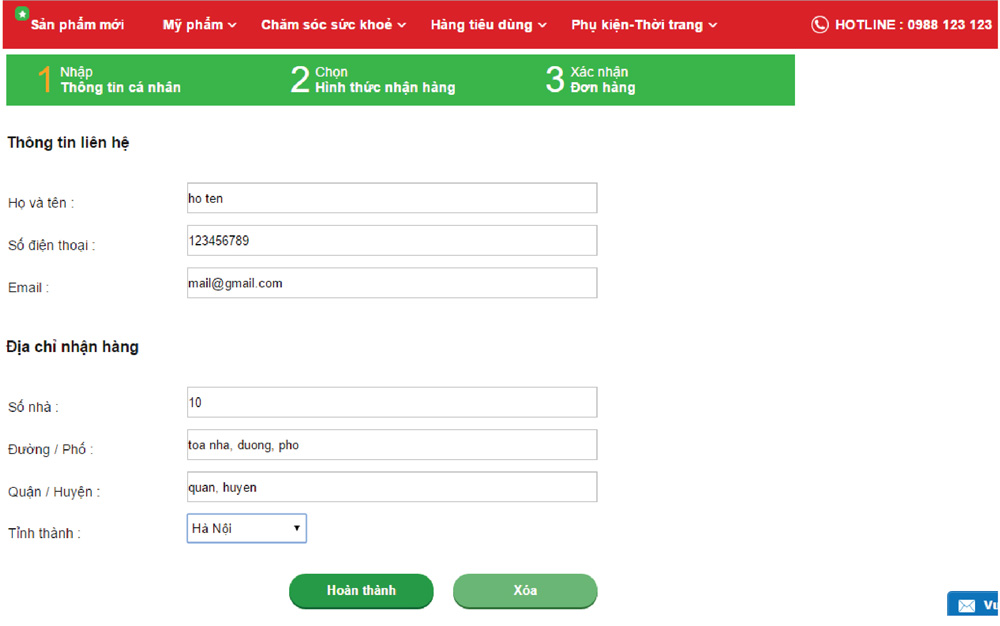 Sản phẩm mới Mỹ phẩm Chăm sóc sức khoẻ Hàng tiêu dùng Phụ kiện-Thời trang HOTLINE : 0988 123 123
1 Nhập Thông tin cá nhân
2 Chọn Hình thức nhận hàng
3 Xác nhận Đơn hàng
Thông tin liên hệ
Họ và tên : ho ten
Số điện thoại : 123456789
Email : mail@gmail.com
Địa chỉ nhận hàng
Số nhà : 10
Đường / Phố : toa nha, duong, pho
Quận / Huyện : quan, huyen
Tỉnh thành : Hà Nội
Hoàn thành Xóa